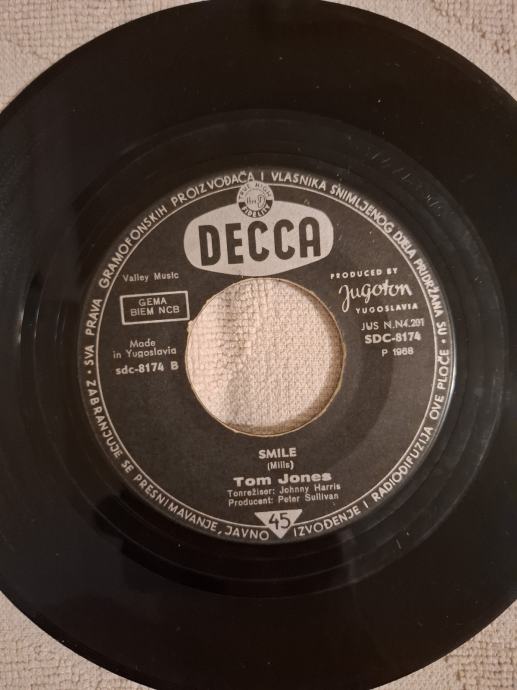 • SVA PRAVA GRAMOFONSKIH PROIZVOĐAČA I VLASNIKA SNIMLJENOG DJELA PRIDRŽANA SU •
ZABRANJUJE SE PRESNIMAVANJE, JAVNO IZVOĐENJE I RADIODIFUZIJA OVE PLOČE •
HIGH
FIDELITY
DECCA
Valley Music
GEMA
BIEM NCB
Made
in Yugoslavia
sdc-8174 B
PRODUCED BY
Jugoton
YUGOSLAVIA
JUS N.N4.201
SDC-8174
P 1968
SMILE
(Mills)
Tom Jones
Tonrežiser: Johnny Harris
Producent: Peter Sullivan
45